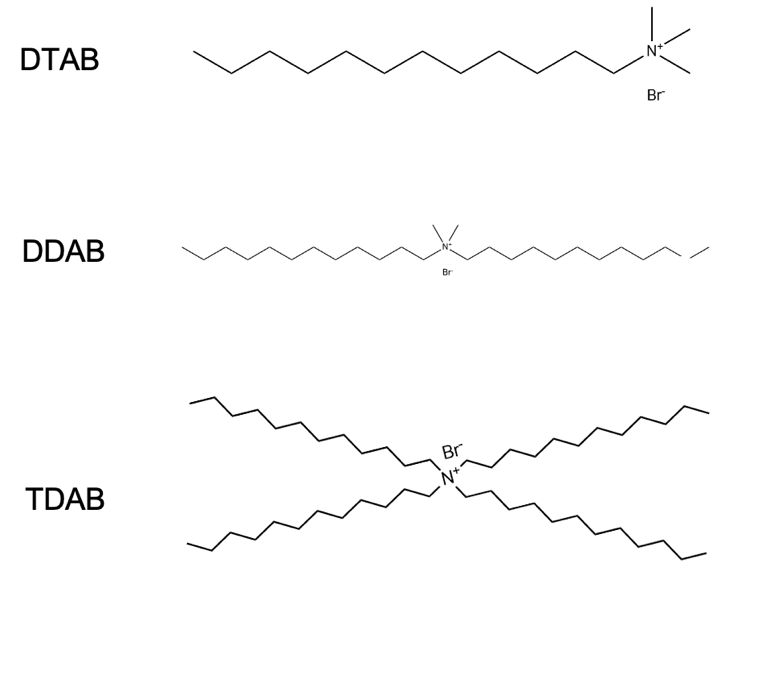 DTAB
N+
Br-
DDAB
N+
Br-
Br-
N+
TDAB